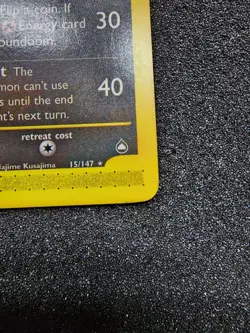 Flip a coin. If 30
Energy card
oundoom.
t The
mon can't use 40
s until the end
nt's next turn.
retreat cost
ajime Kusajima 15/147 ★